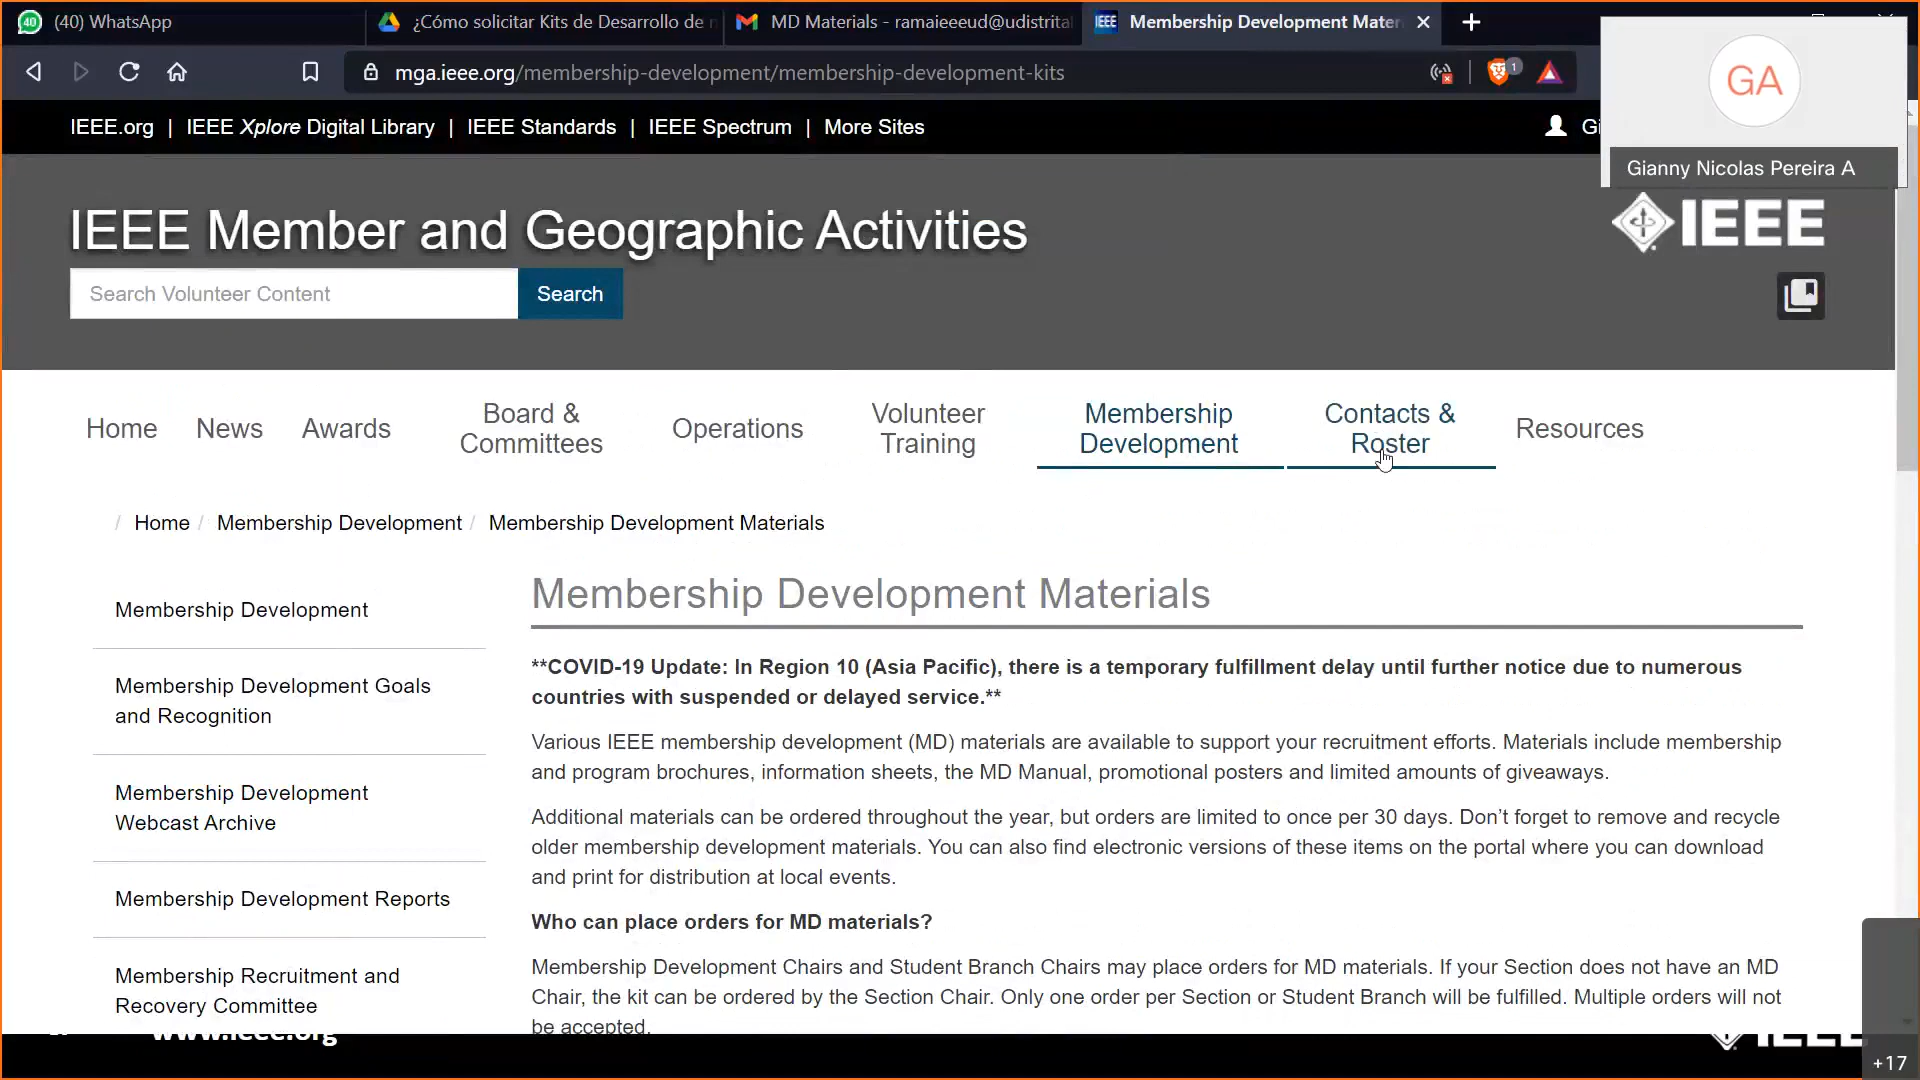 (40) WhatsApp
¿Cómo solicitar Kits de Desarrollo de
MD Materials - ramaieeeud@udistrital
IEEE Membership Development Mater
mga.ieee.org/membership-development/membership-development-kits
1
GA
Gianny Nicolas Pereira A
IEEE.org | IEEE Xplore Digital Library | IEEE Standards | IEEE Spectrum | More Sites
IEEE Member and Geographic Activities
IEEE
Search Volunteer Content
Search
Home
News
Awards
Board &
Committees
Operations
Volunteer
Training
Membership
Development
Contacts &
Roster
Resources
/ Home / Membership Development / Membership Development Materials
Membership Development
Membership Development Goals
and Recognition
Membership Development
Webcast Archive
Membership Development Reports
Membership Recruitment and
Recovery Committee
Membership Development Materials
**COVID-19 Update: In Region 10 (Asia Pacific), there is a temporary fulfillment delay until further notice due to numerous
countries with suspended or delayed service.**
Various IEEE membership development (MD) materials are available to support your recruitment efforts. Materials include membership
and program brochures, information sheets, the MD Manual, promotional posters and limited amounts of giveaways.
Additional materials can be ordered throughout the year, but orders are limited to once per 30 days. Don’t forget to remove and recycle
older membership development materials. You can also find electronic versions of these items on the portal where you can download
and print for distribution at local events.
Who can place orders for MD materials?
Membership Development Chairs and Student Branch Chairs may place orders for MD materials. If your Section does not have an MD
Chair, the kit can be ordered by the Section Chair. Only one order per Section or Student Branch will be fulfilled. Multiple orders will not
be accepted.
www.ieee.org
IEEE
+17